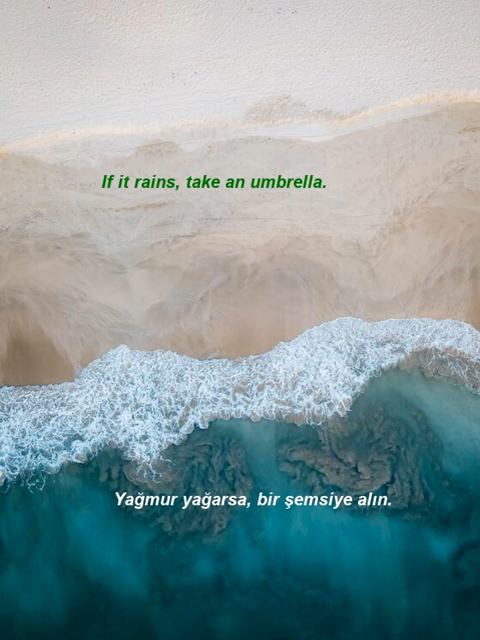 If it rains, take an umbrella.
Yağmur yağarsa, bir şemsiye alın.